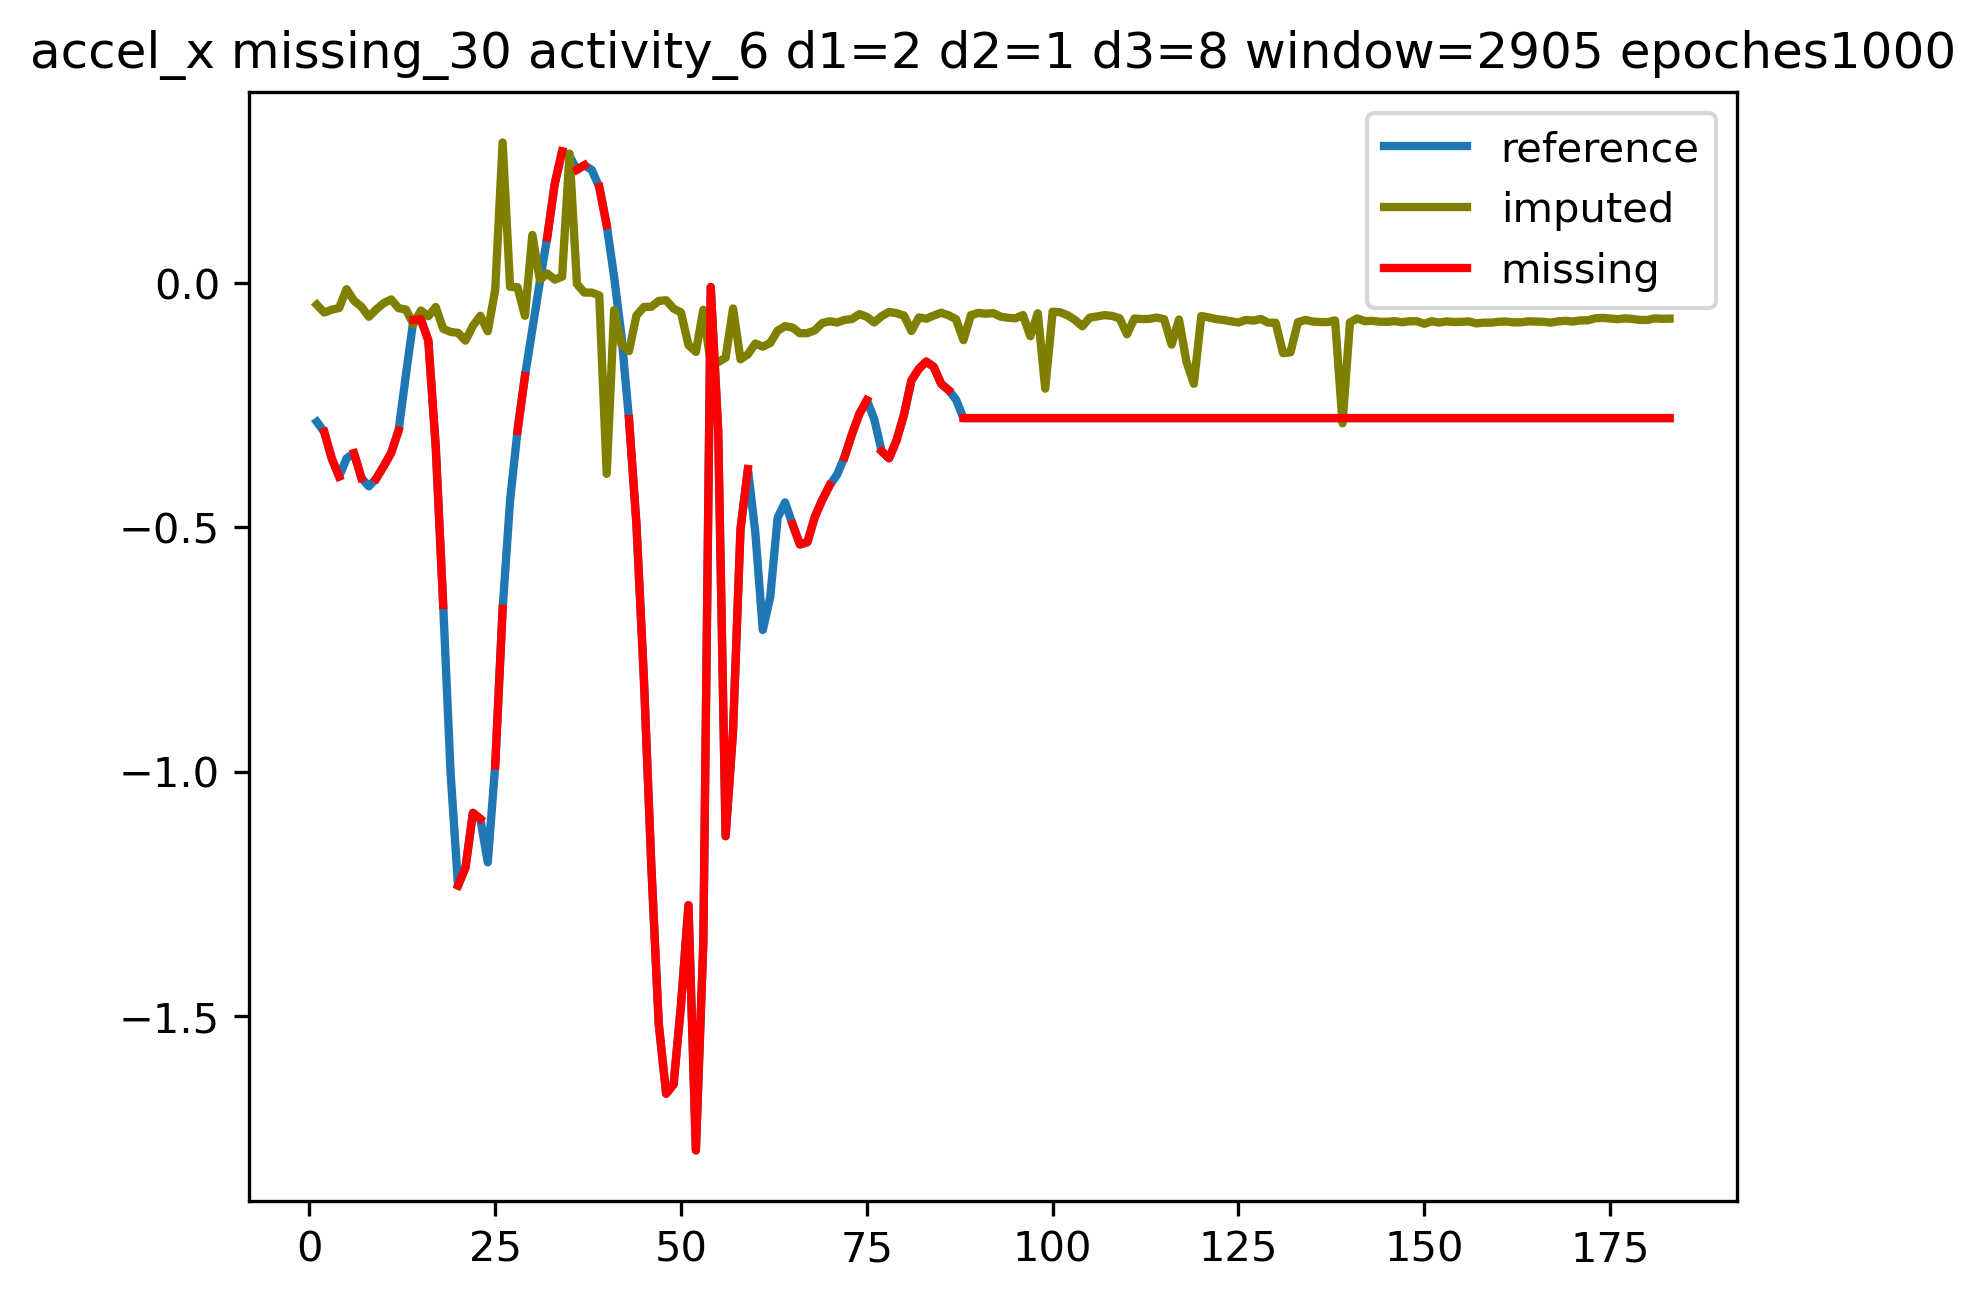 accel_x missing_30 activity_6 d1=2 d2=1 d3=8 window=2905 epoches1000
reference
imputed
missing
0.0
−0.5
−1.0
−1.5
0 25 50 75 100 125 150 175